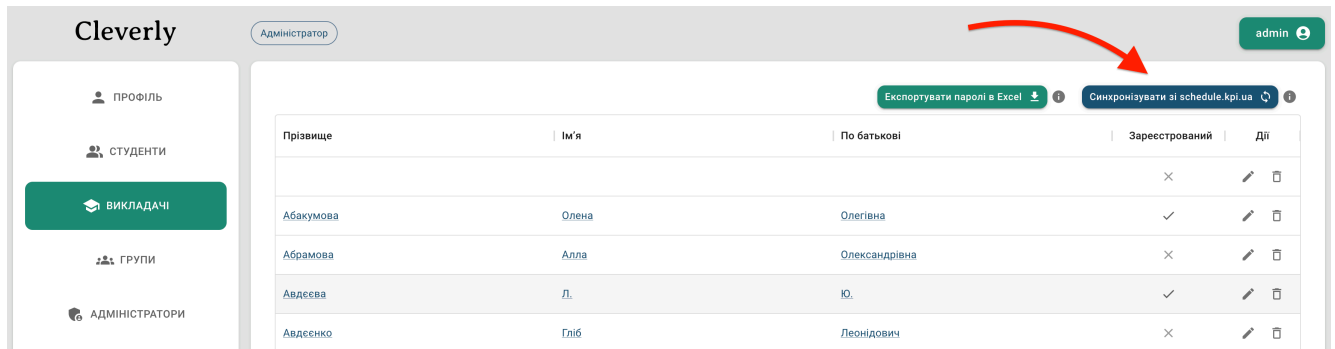 Cleverly
Адміністратор
admin
ПРОФІЛЬ
СТУДЕНТИ
ВИКЛАДАЧІ
ГРУПИ
АДМІНІСТРАТОРИ
Експортувати паролі в Excel
Синхронізувати зі schedule.kpi.ua
Прізвище Ім'я По батькові Зареєстрований Дії
Абакумова Олена Олегівна
Абрамова Алла Олександрівна
Авдєєва Л. Ю.
Авдєєнко Гліб Леонідович